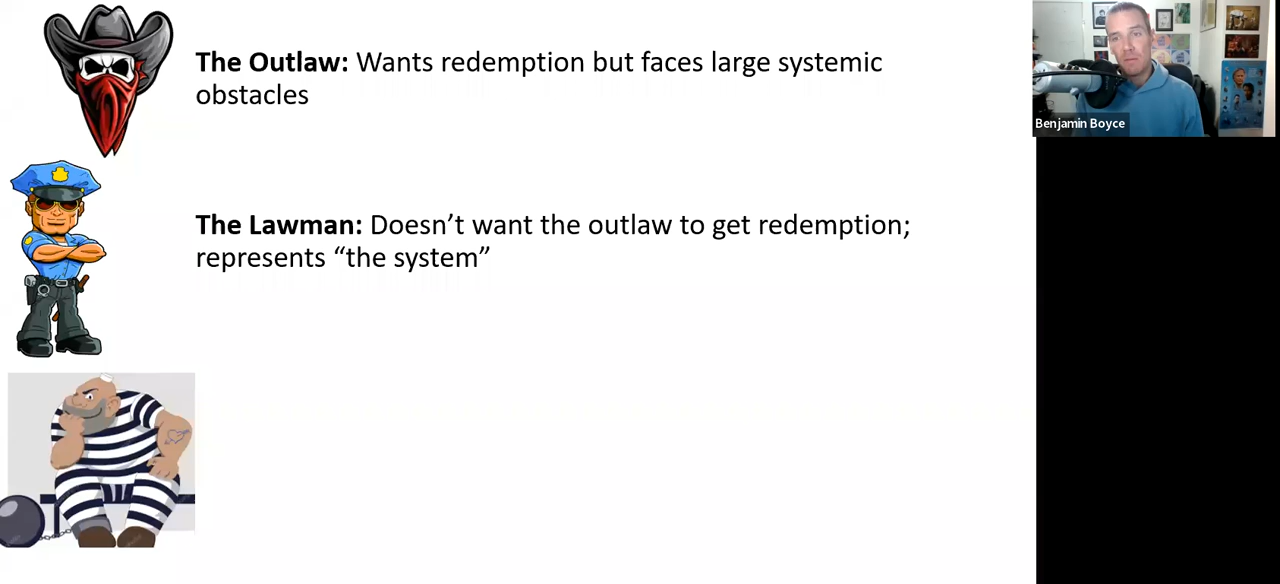 The Outlaw: Wants redemption but faces large systemic
obstacles
Benjamin Boyce
The Lawman: Doesn’t want the outlaw to get redemption;
represents “the system”